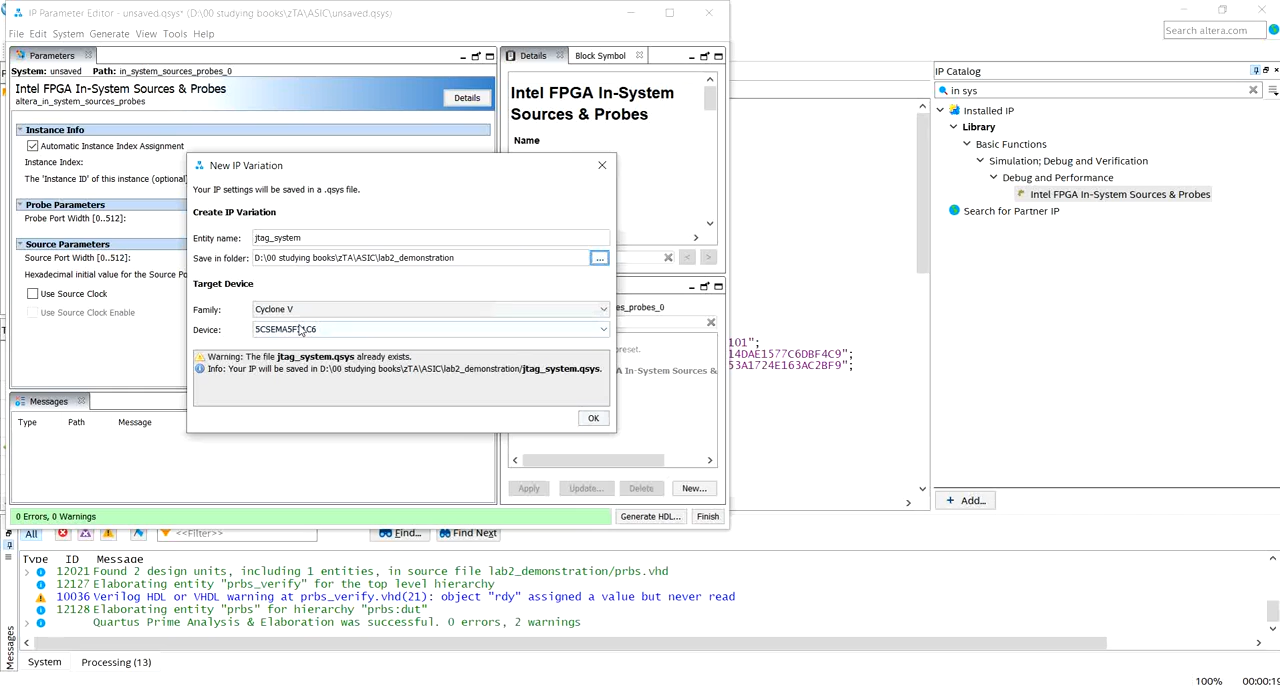 IP Parameter Editor - unsaved.qsys* (D:\00 studying books\zTA\ASIC\unsaved.qsys)
File Edit System Generate View Tools Help
Search altera.com
Parameters
Details
Block Symbol
System: unsaved Path: in_system_sources_probes_0
Intel FPGA In-System Sources & Probes
altera_in_system_sources_probes
Details
Intel FPGA In-System
Sources & Probes
Name
Instance Info
Automatic Instance Index Assignment
Instance Index:
The 'Instance ID' of this instance (optional)
Probe Parameters
Probe Port Width [0..512]:
Source Parameters
Source Port Width [0..512]:
Hexadecimal initial value for the Source Po
Use Source Clock
Use Source Clock Enable
New IP Variation
Your IP settings will be saved in a .qsys file.
Create IP Variation
Entity name: jtag_system
Save in folder: D:\00 studying books\zTA\ASIC\lab2_demonstration
...
Target Device
Family: Cyclone V
Device:
Warning: The file jtag_system.qsys already exists.
Info: Your IP will be saved in D:\00 studying books\zTA\ASIC\lab2_demonstration/jtag_system.qsys.
OK
es_probes_0
reset.
A In-System Sources &
Apply Update... Delete New...
Messages
Type Path Message
0 Errors, 0 Warnings
Generate HDL... Finish
101";
14DAE1577C6DBF4C9";
53A1724E163AC2BF9";
IP Catalog
in sys
Installed IP
Library
Basic Functions
Simulation; Debug and Verification
Debug and Performance
Intel FPGA In-System Sources & Probes
Search for Partner IP
+ Add...
All <<Filter>> Find... Find Next
Type ID Message
12021 Found 2 design units, including 1 entities, in source file lab2_demonstration/prbs.vhd
12127 Elaborating entity "prbs_verify" for the top level hierarchy
10036 Verilog HDL or VHDL warning at prbs_verify.vhd(21): object "rdy" assigned a value but never read
12128 Elaborating entity "prbs" for hierarchy "prbs:dut"
Quartus Prime Analysis & Elaboration was successful. 0 errors, 2 warnings
Messages
System Processing (13)
100% 00:00:19